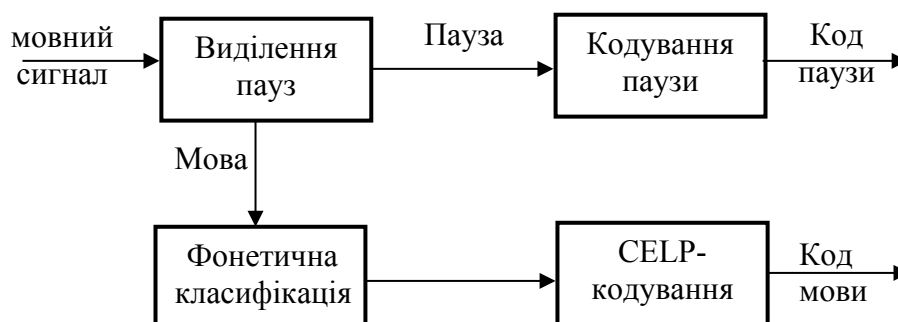 мовний
сигнал
Виділення
пауз
Пауза
Кодування
паузи
Код
паузи
Мова
Фонетична
класифікація
CELP-
кодування
Код
мови